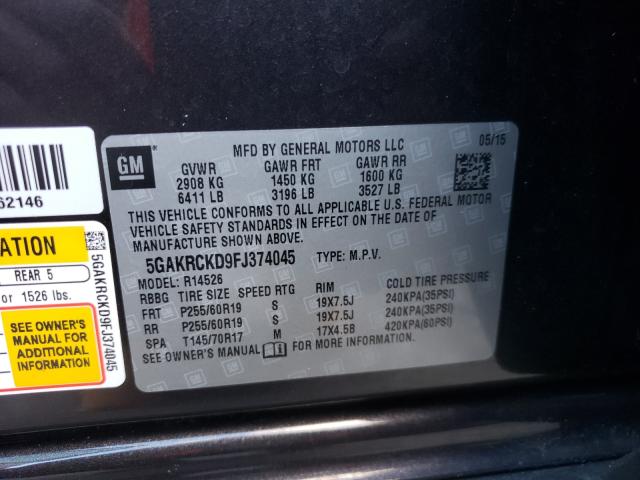 GM
MFD BY GENERAL MOTORS LLC
05/15
GVWR GAWR FRT GAWR RR
2908 KG 1450 KG 1600 KG
6411 LB 3196 LB 3527 LB
THIS VEHICLE CONFORMS TO ALL APPLICABLE U.S. FEDERAL MOTOR
VEHICLE SAFETY STANDARDS IN EFFECT ON THE DATE OF
MANUFACTURE SHOWN ABOVE.
5GAKRCKD9FJ374045 TYPE: M.P.V.
MODEL: R14526
RBBG TIRE SIZE SPEED RTG RIM COLD TIRE PRESSURE
FRT P255/60R19 S 19X7.5J 240KPA(35PSI)
RR P255/60R19 S 19X7.5J 240KPA(35PSI)
SPA T145/70R17 M 17X4.5B 420KPA(60PSI)
SEE OWNER'S MANUAL FOR MORE INFORMATION.
62146
ATION
REAR 5
or 1526 lbs.
SEE OWNER'S
MANUAL FOR
ADDITIONAL
INFORMATION
5GAKRCKD9FJ374045